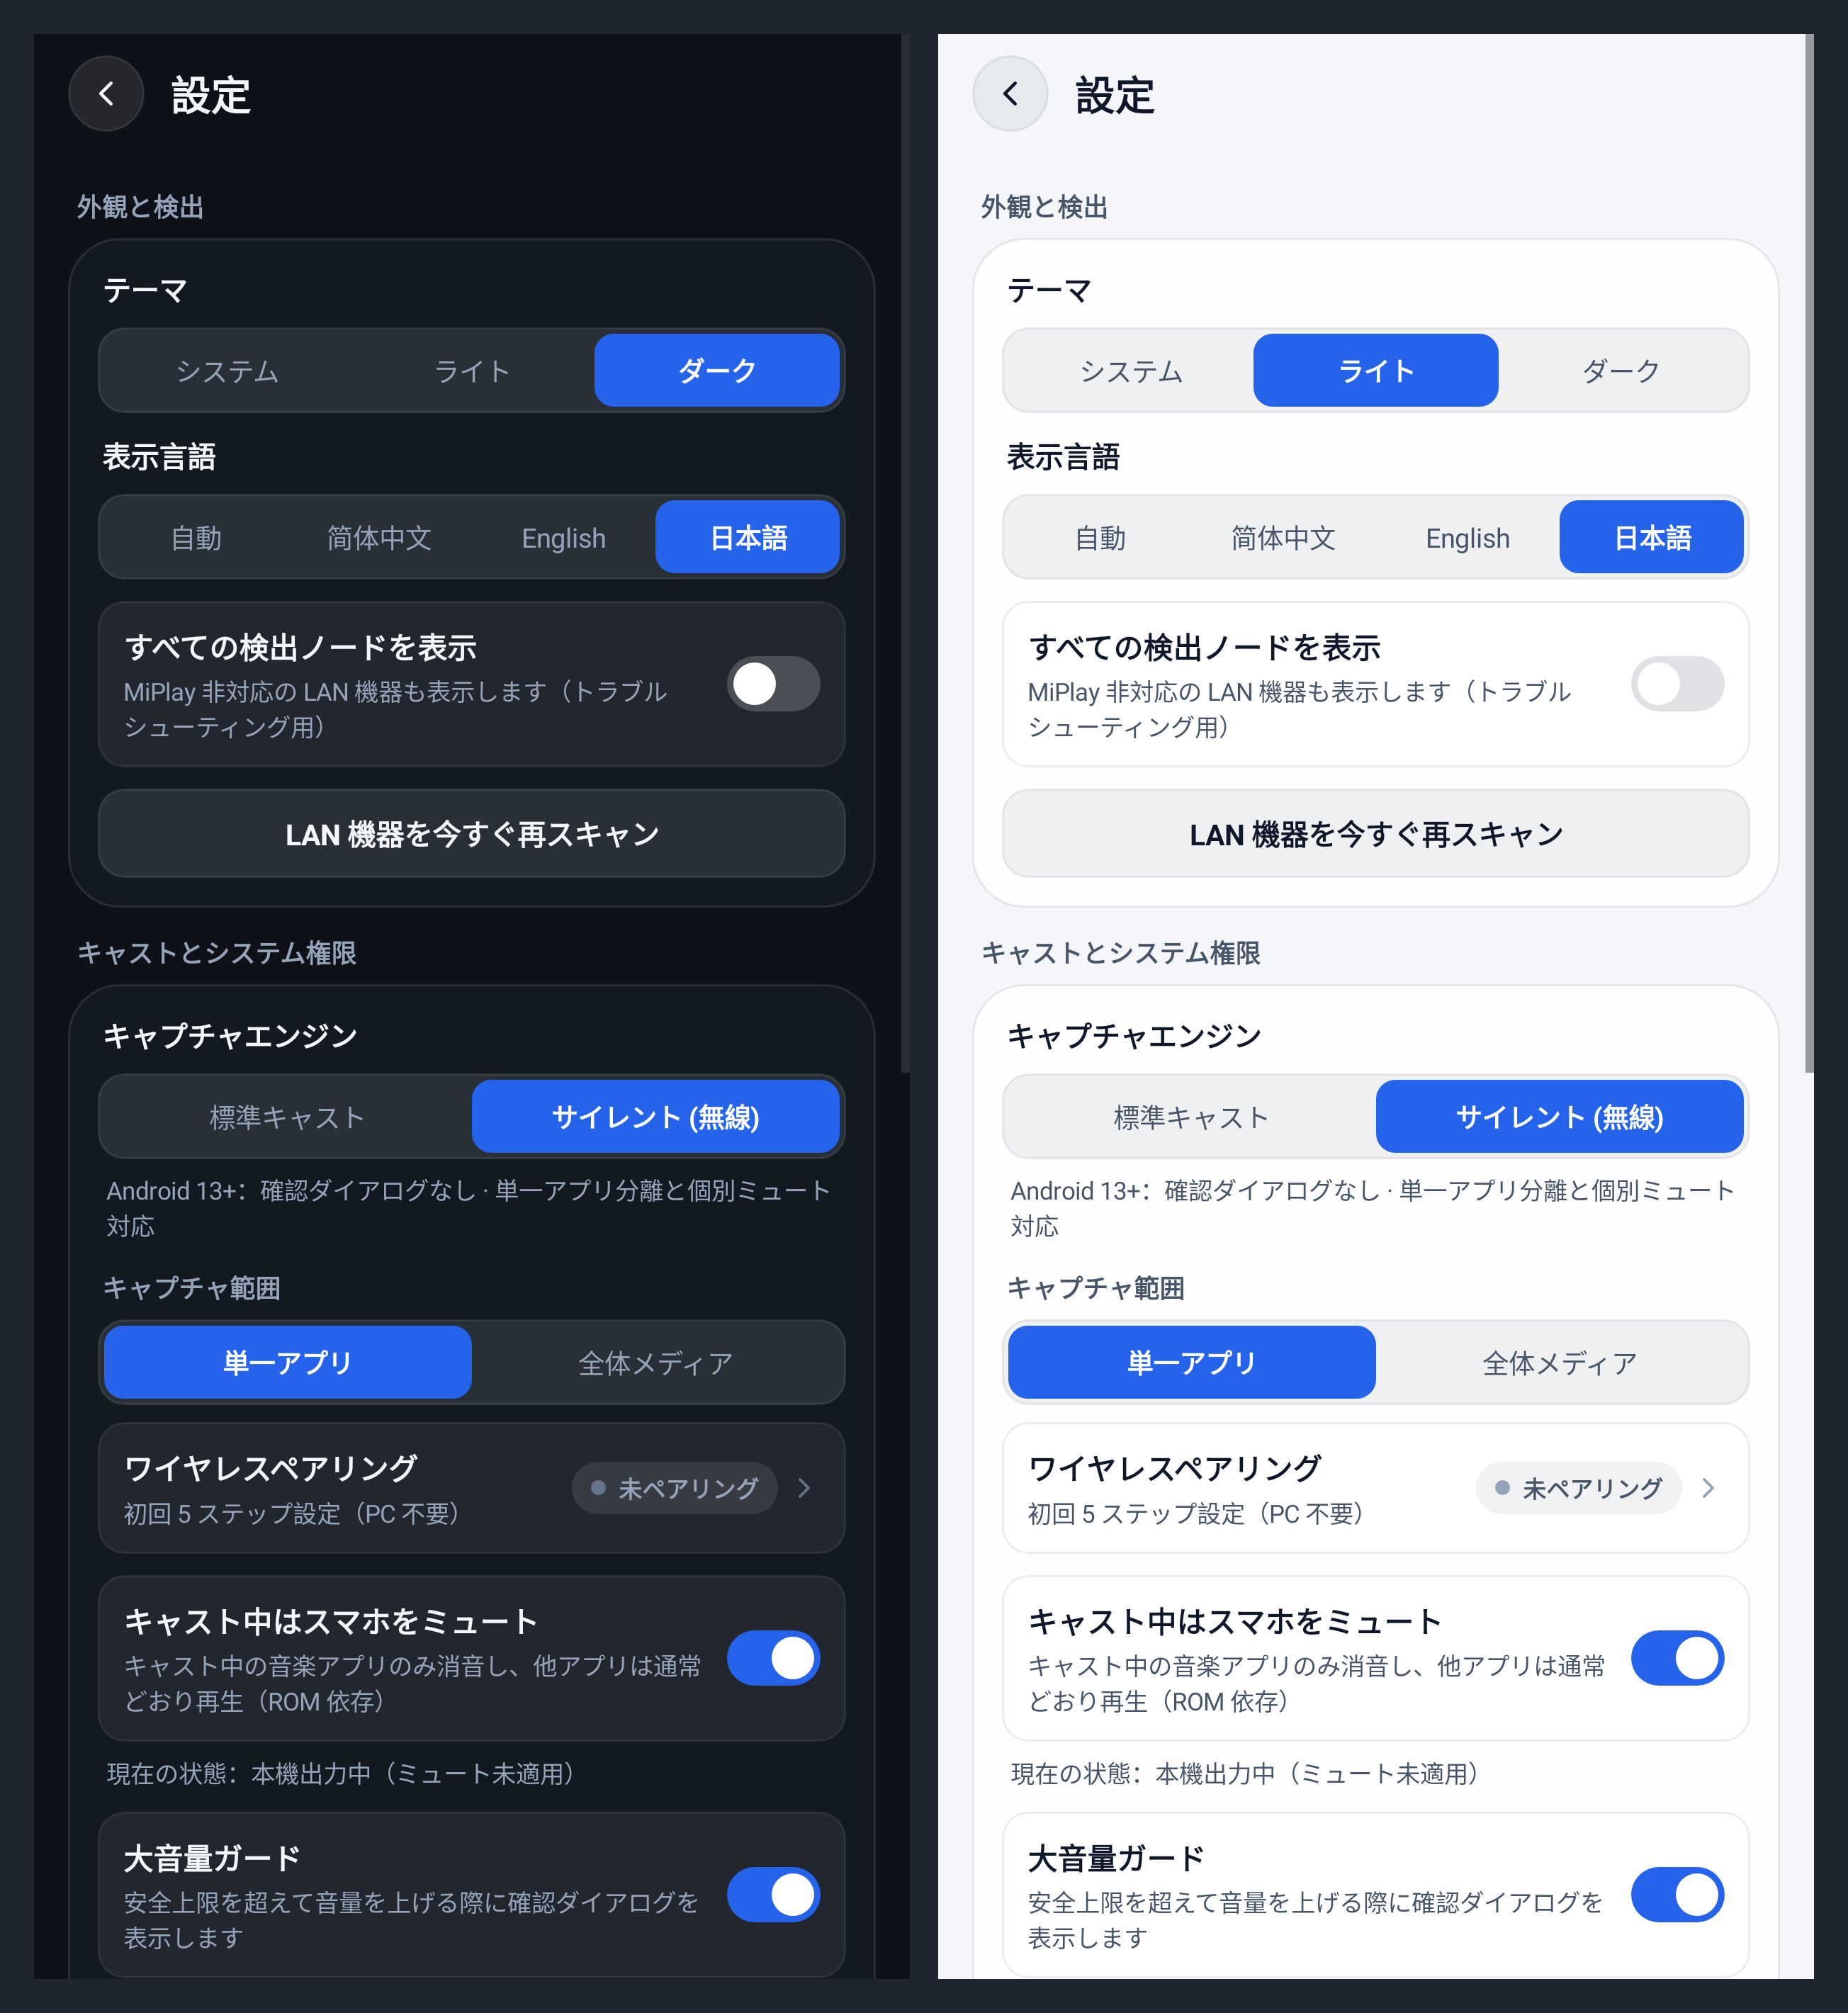 設定
外観と検出
テーマ
システム
ライト
ダーク
表示言語
自動
简体中文
English
日本語
すべての検出ノードを表示
MiPlay 非対応の LAN 機器も表示します（トラブル
シューティング用）
LAN 機器を今すぐ再スキャン
キャストとシステム権限
キャプチャエンジン
標準キャスト
サイレント (無線)
Android 13+：確認ダイアログなし · 単一アプリ分離と個別ミュート
対応
キャプチャ範囲
単一アプリ
全体メディア
ワイヤレスペアリング
初回 5 ステップ設定（PC 不要）
未ペアリング
キャスト中はスマホをミュート
キャスト中の音楽アプリのみ消音し、他アプリは通常
どおり再生（ROM 依存）
現在の状態：本機出力中（ミュート未適用）
大音量ガード
安全上限を超えて音量を上げる際に確認ダイアログを
表示します
設定
外観と検出
テーマ
システム
ライト
ダーク
表示言語
自動
简体中文
English
日本語
すべての検出ノードを表示
MiPlay 非対応の LAN 機器も表示します（トラブル
シューティング用）
LAN 機器を今すぐ再スキャン
キャストとシステム権限
キャプチャエンジン
標準キャスト
サイレント (無線)
Android 13+：確認ダイアログなし · 単一アプリ分離と個別ミュート
対応
キャプチャ範囲
単一アプリ
全体メディア
ワイヤレスペアリング
初回 5 ステップ設定（PC 不要）
未ペアリング
キャスト中はスマホをミュート
キャスト中の音楽アプリのみ消音し、他アプリは通常
どおり再生（ROM 依存）
現在の状態：本機出力中（ミュート未適用）
大音量ガード
安全上限を超えて音量を上げる際に確認ダイアログを
表示します